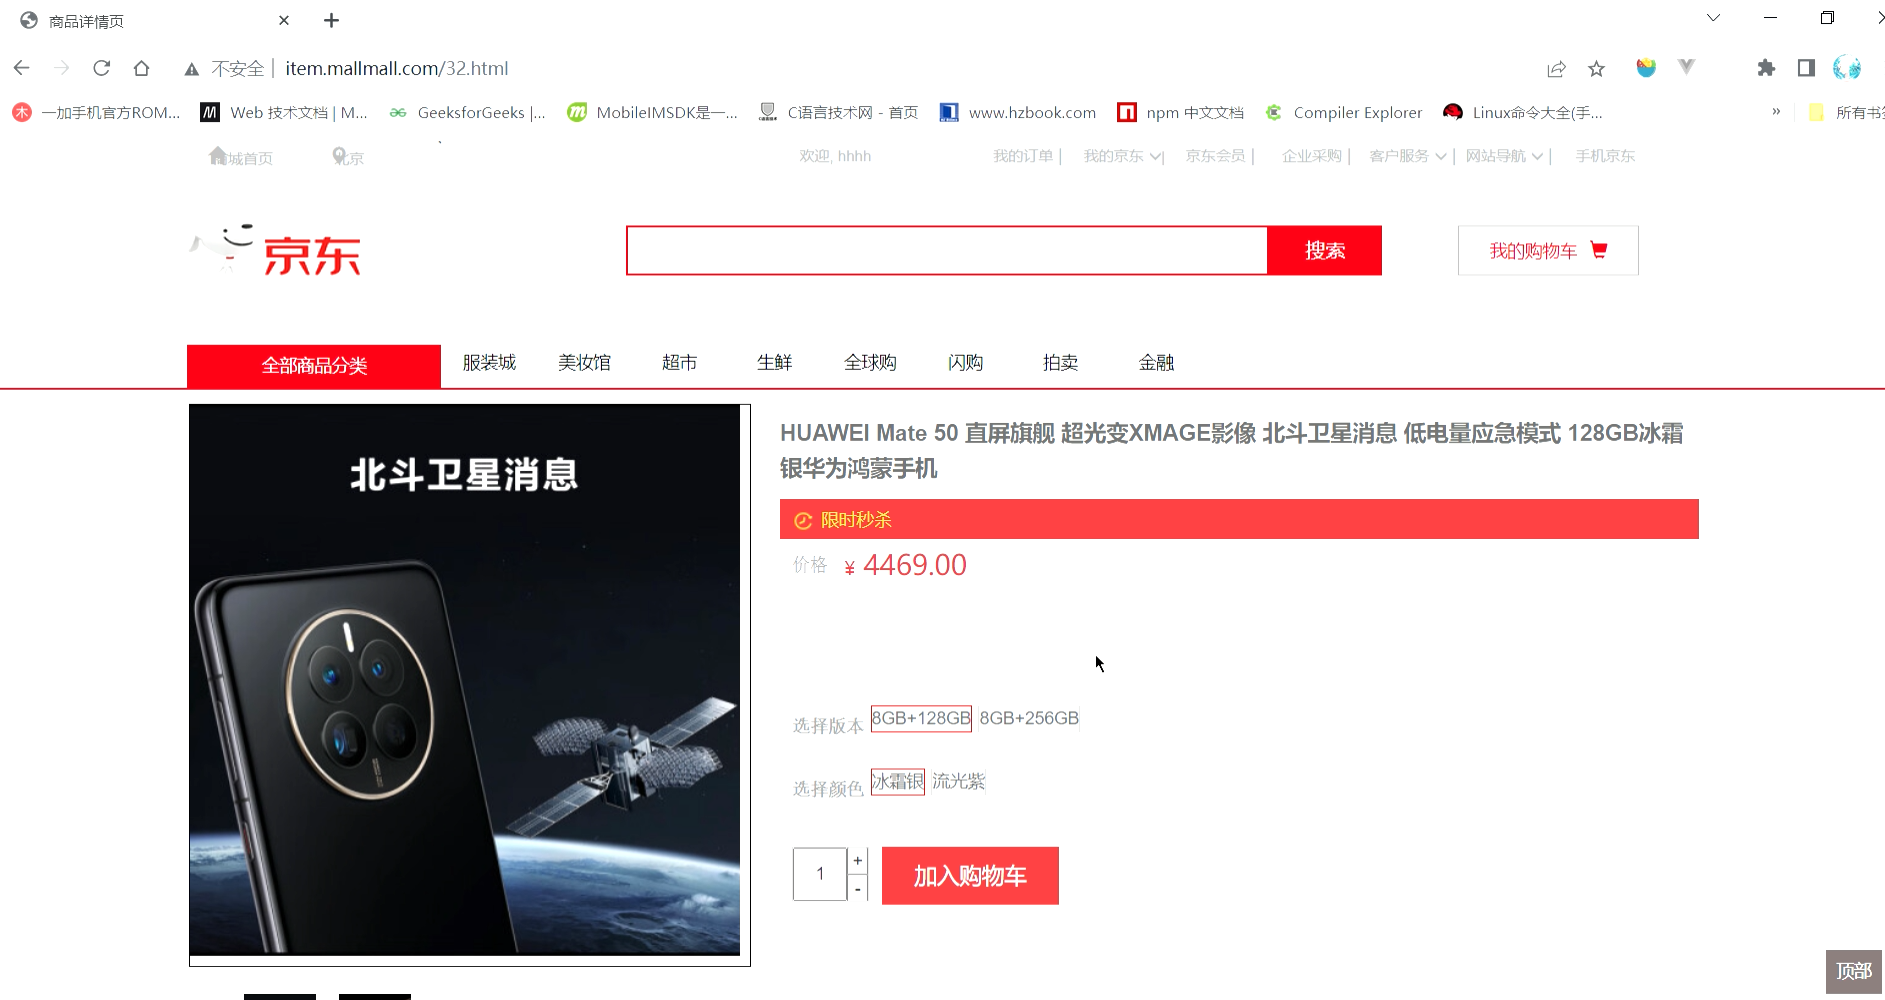 商品详情页
不安全 item.mallmall.com/32.html
一加手机官方ROM... Web 技术文档 | M... GeeksforGeeks |... MobileIMSDK是一... C语言技术网 - 首页 www.hzbook.com npm 中文文档 Compiler Explorer Linux命令大全(手... » 所有书签
商城首页 北京 欢迎, hhhh 我的订单 | 我的京东 | 京东会员 | 企业采购 | 客户服务 | 网站导航 | 手机京东
京东 搜索 我的购物车
全部商品分类 服装城 美妆馆 超市 生鲜 全球购 闪购 拍卖 金融
北斗卫星消息
HUAWEI Mate 50 直屏旗舰 超光变XMAGE影像 北斗卫星消息 低电量应急模式 128GB冰霜
银华为鸿蒙手机
限时秒杀
价格 ¥ 4469.00
选择版本 8GB+128GB 8GB+256GB
选择颜色 冰霜银 流光紫
1 + - 加入购物车
顶部